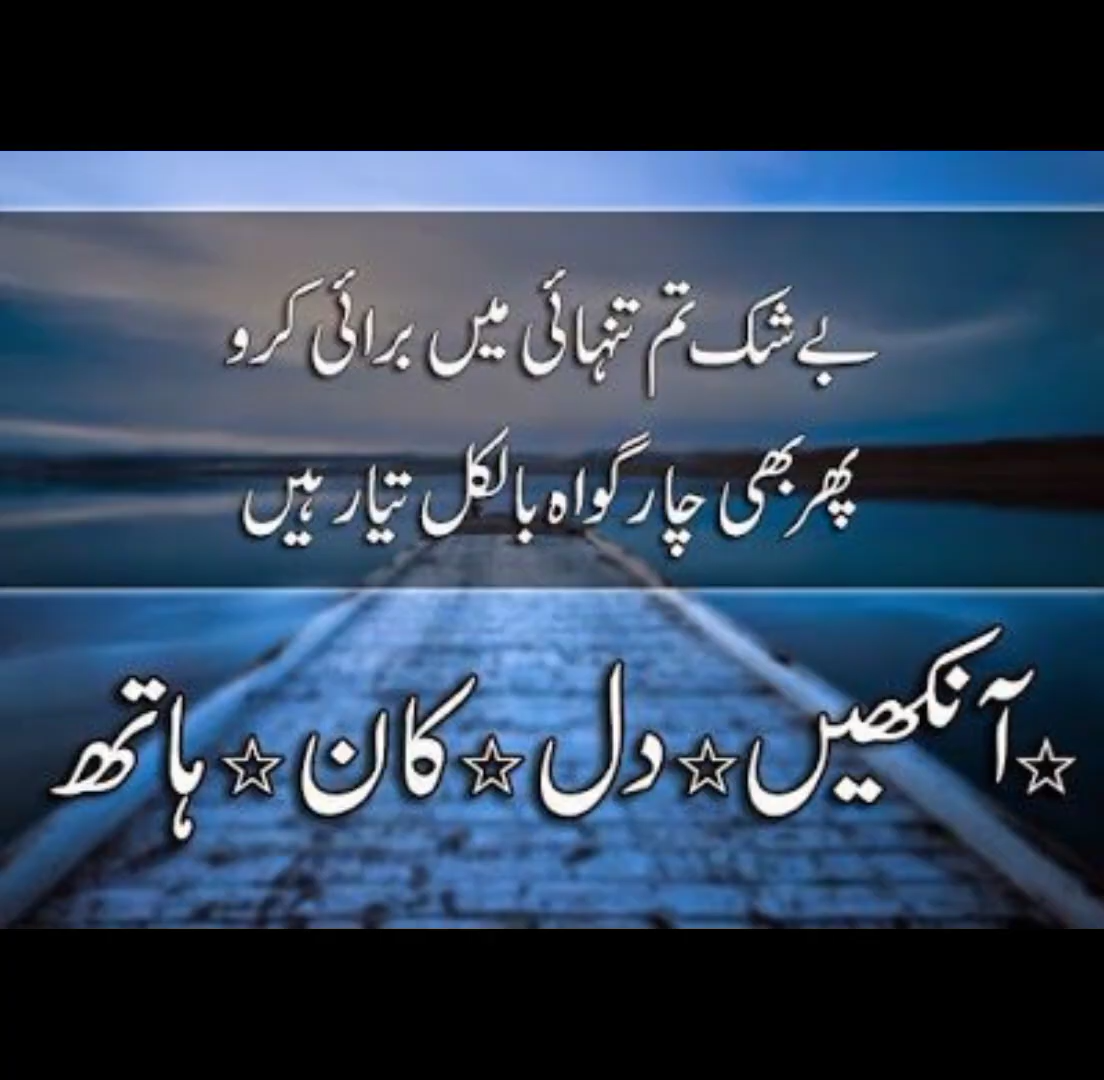 بے شک تم تنہائی میں برائی کرو
پھر بھی چار گواہ بالکل تیار ہیں
☆آنکھیں☆دل☆کان☆ہاتھ